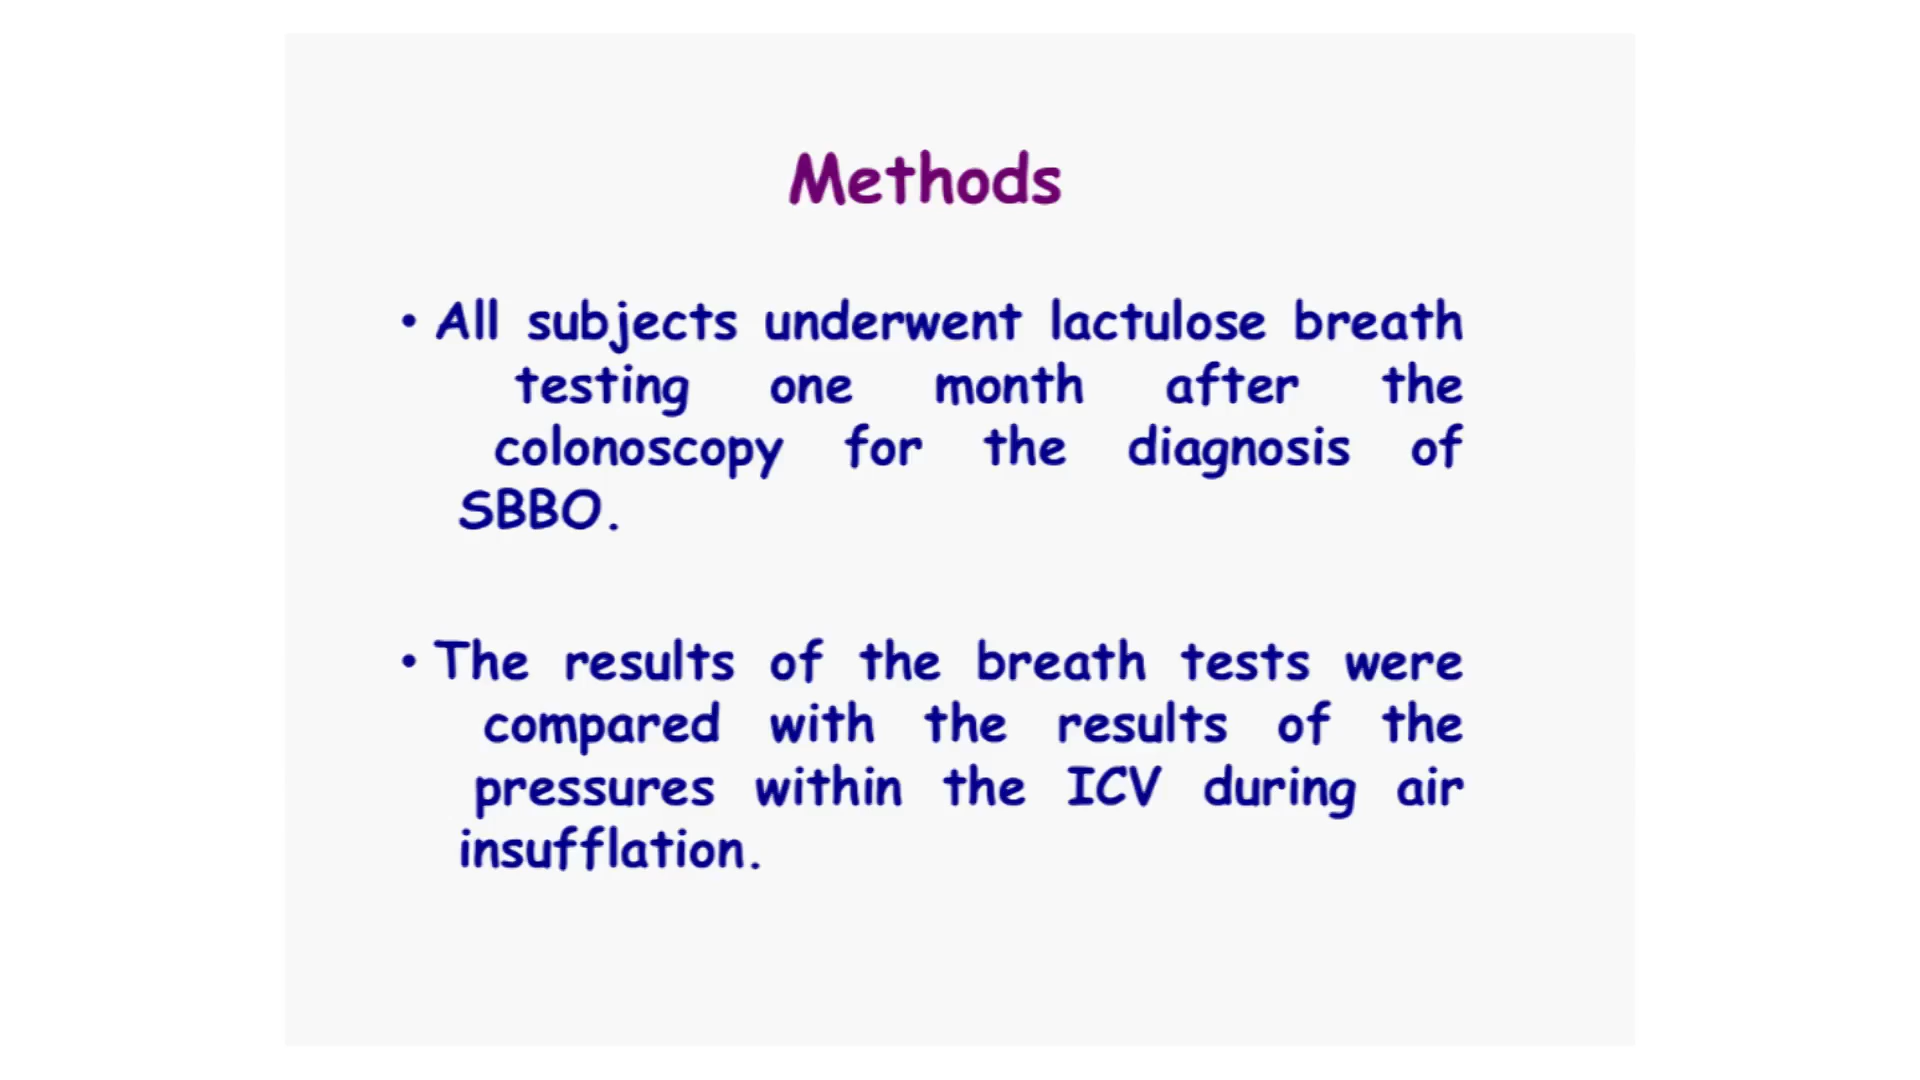 Methods
• All subjects underwent lactulose breath
testing one month after the
colonoscopy for the diagnosis of
SBBO.
• The results of the breath tests were
compared with the results of the
pressures within the ICV during air
insufflation.